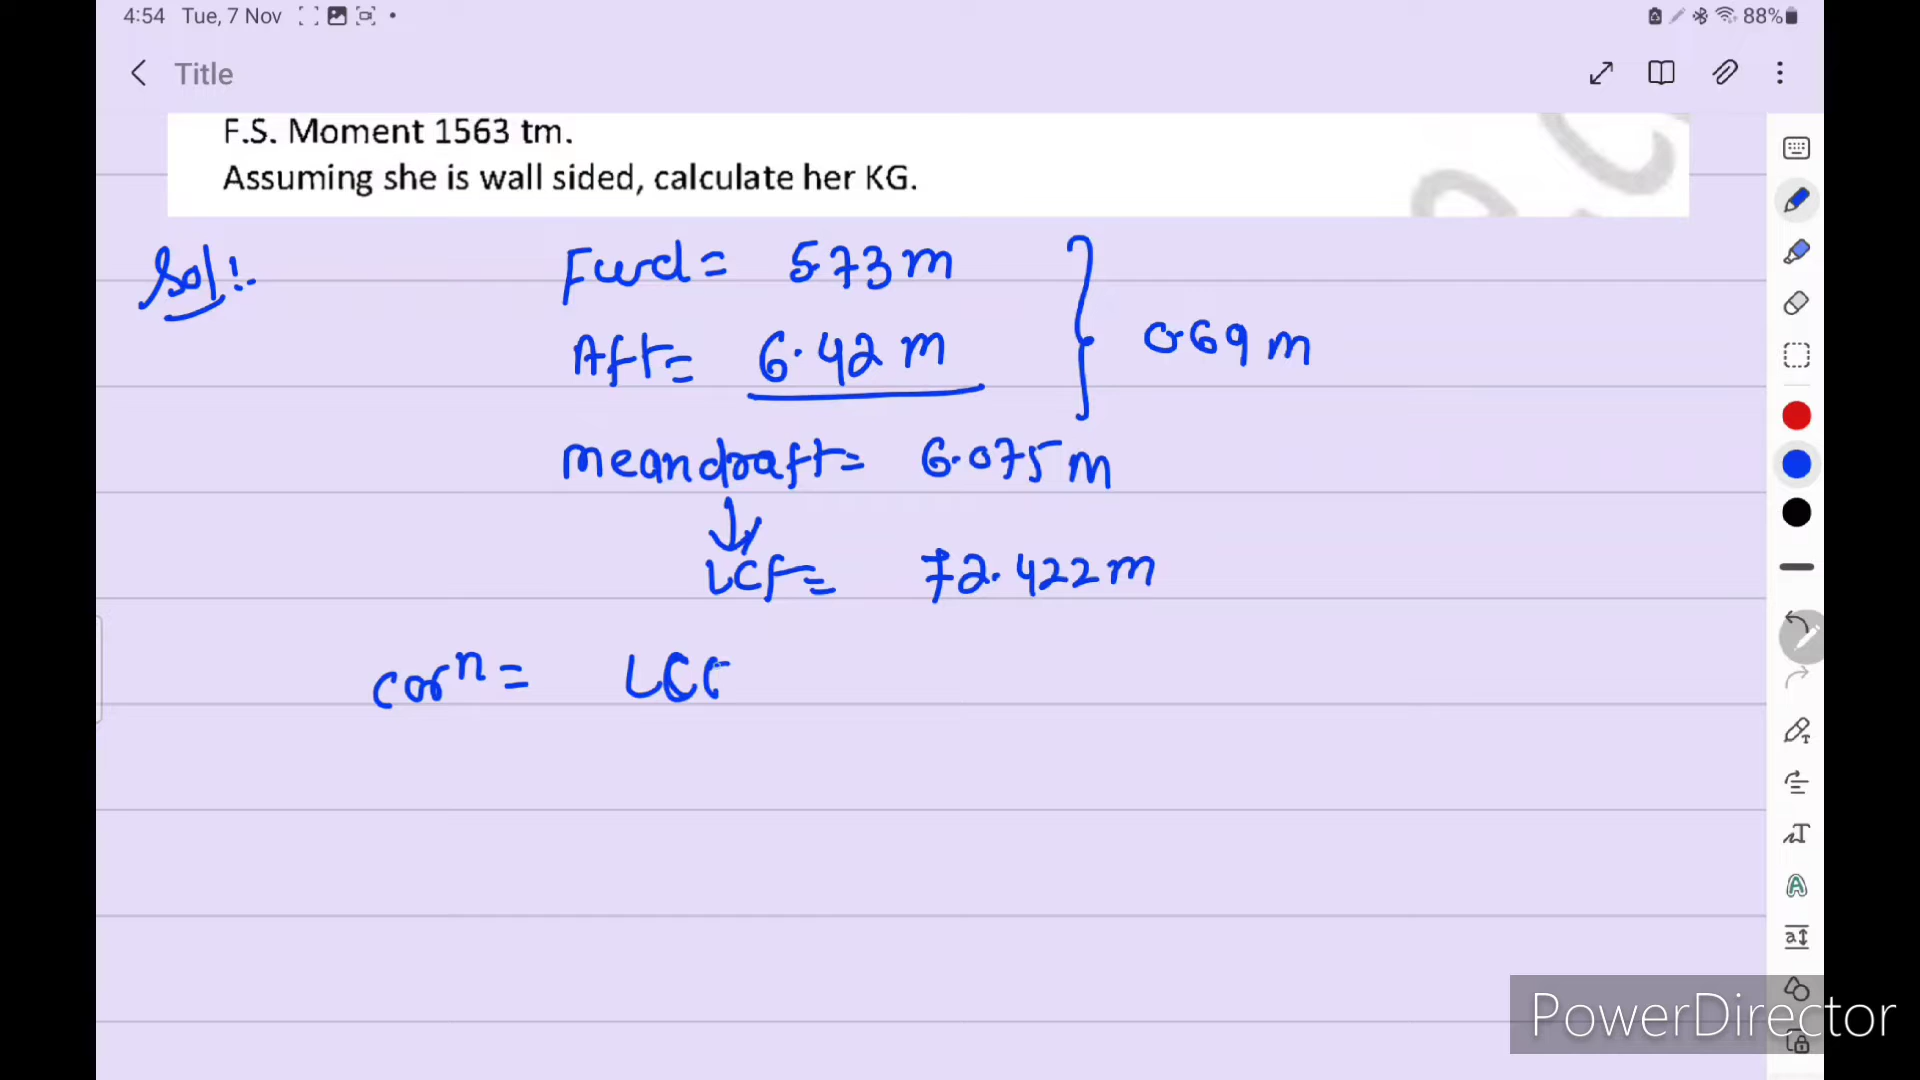 4:54 Tue, 7 Nov
88%
Title
F.S. Moment 1563 tm.
Assuming she is wall sided, calculate her KG.
Sol:-
Fwd = 5.73 m
Aft = 6.42 m
0.69 m
mean draft = 6.075 m
LCF = 72.422 m
corⁿ = LCF
PowerDirector